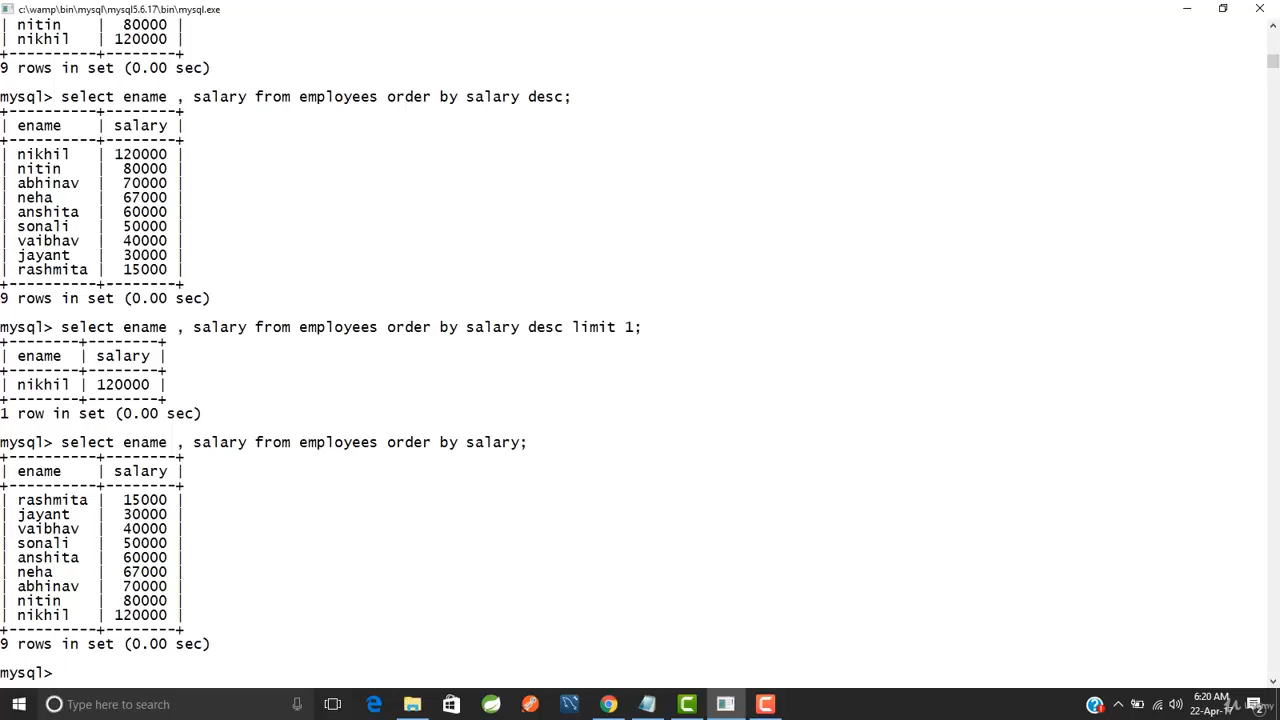 c:\wamp\bin\mysql\mysql5.6.17\bin\mysql.exe
| nitin    |  80000 |
| nikhil   | 120000 |
+----------+--------+
9 rows in set (0.00 sec)
mysql> select ename , salary from employees order by salary desc;
+----------+--------+
| ename    | salary |
+----------+--------+
| nikhil   | 120000 |
| nitin    |  80000 |
| abhinav  |  70000 |
| neha     |  67000 |
| anshita  |  60000 |
| sonali   |  50000 |
| vaibhav  |  40000 |
| jayant   |  30000 |
| rashmita |  15000 |
+----------+--------+
9 rows in set (0.00 sec)
mysql> select ename , salary from employees order by salary desc limit 1;
+--------+--------+
| ename  | salary |
+--------+--------+
| nikhil | 120000 |
+--------+--------+
1 row in set (0.00 sec)
mysql> select ename , salary from employees order by salary;
+----------+--------+
| ename    | salary |
+----------+--------+
| rashmita |  15000 |
| jayant   |  30000 |
| vaibhav  |  40000 |
| sonali   |  50000 |
| anshita  |  60000 |
| neha     |  67000 |
| abhinav  |  70000 |
| nitin    |  80000 |
| nikhil   | 120000 |
+----------+--------+
9 rows in set (0.00 sec)
mysql>
Type here to search
6:20 AM